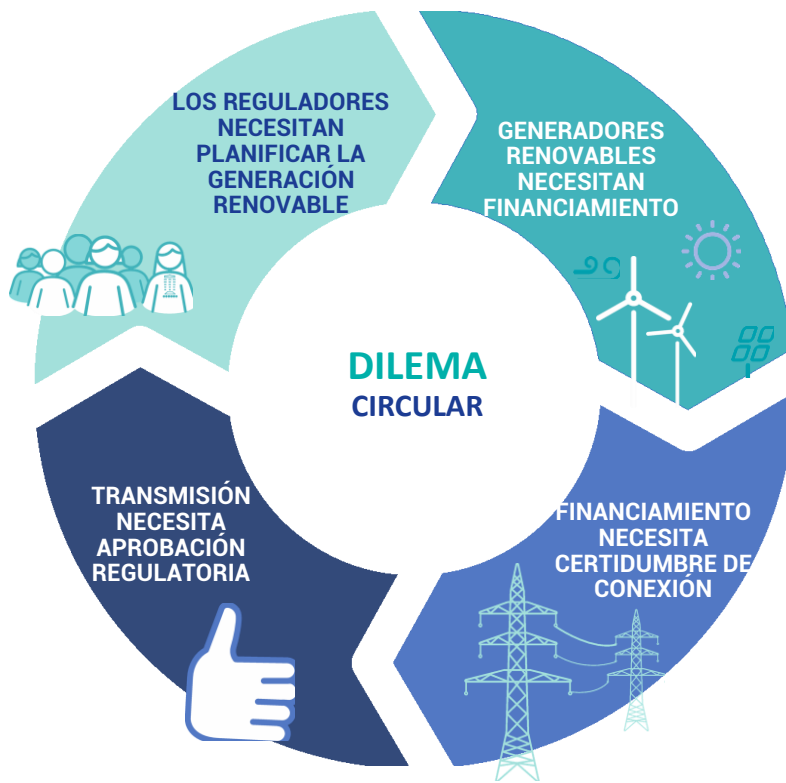 LOS REGULADORES
NECESITAN
PLANIFICAR LA
GENERACIÓN
RENOVABLE
GENERADORES
RENOVABLES
NECESITAN
FINANCIAMIENTO
DILEMA
CIRCULAR
FINANCIAMIENTO
NECESITA
CERTIDUMBRE DE
CONEXIÓN
TRANSMISIÓN
NECESITA
APROBACIÓN
REGULATORIA